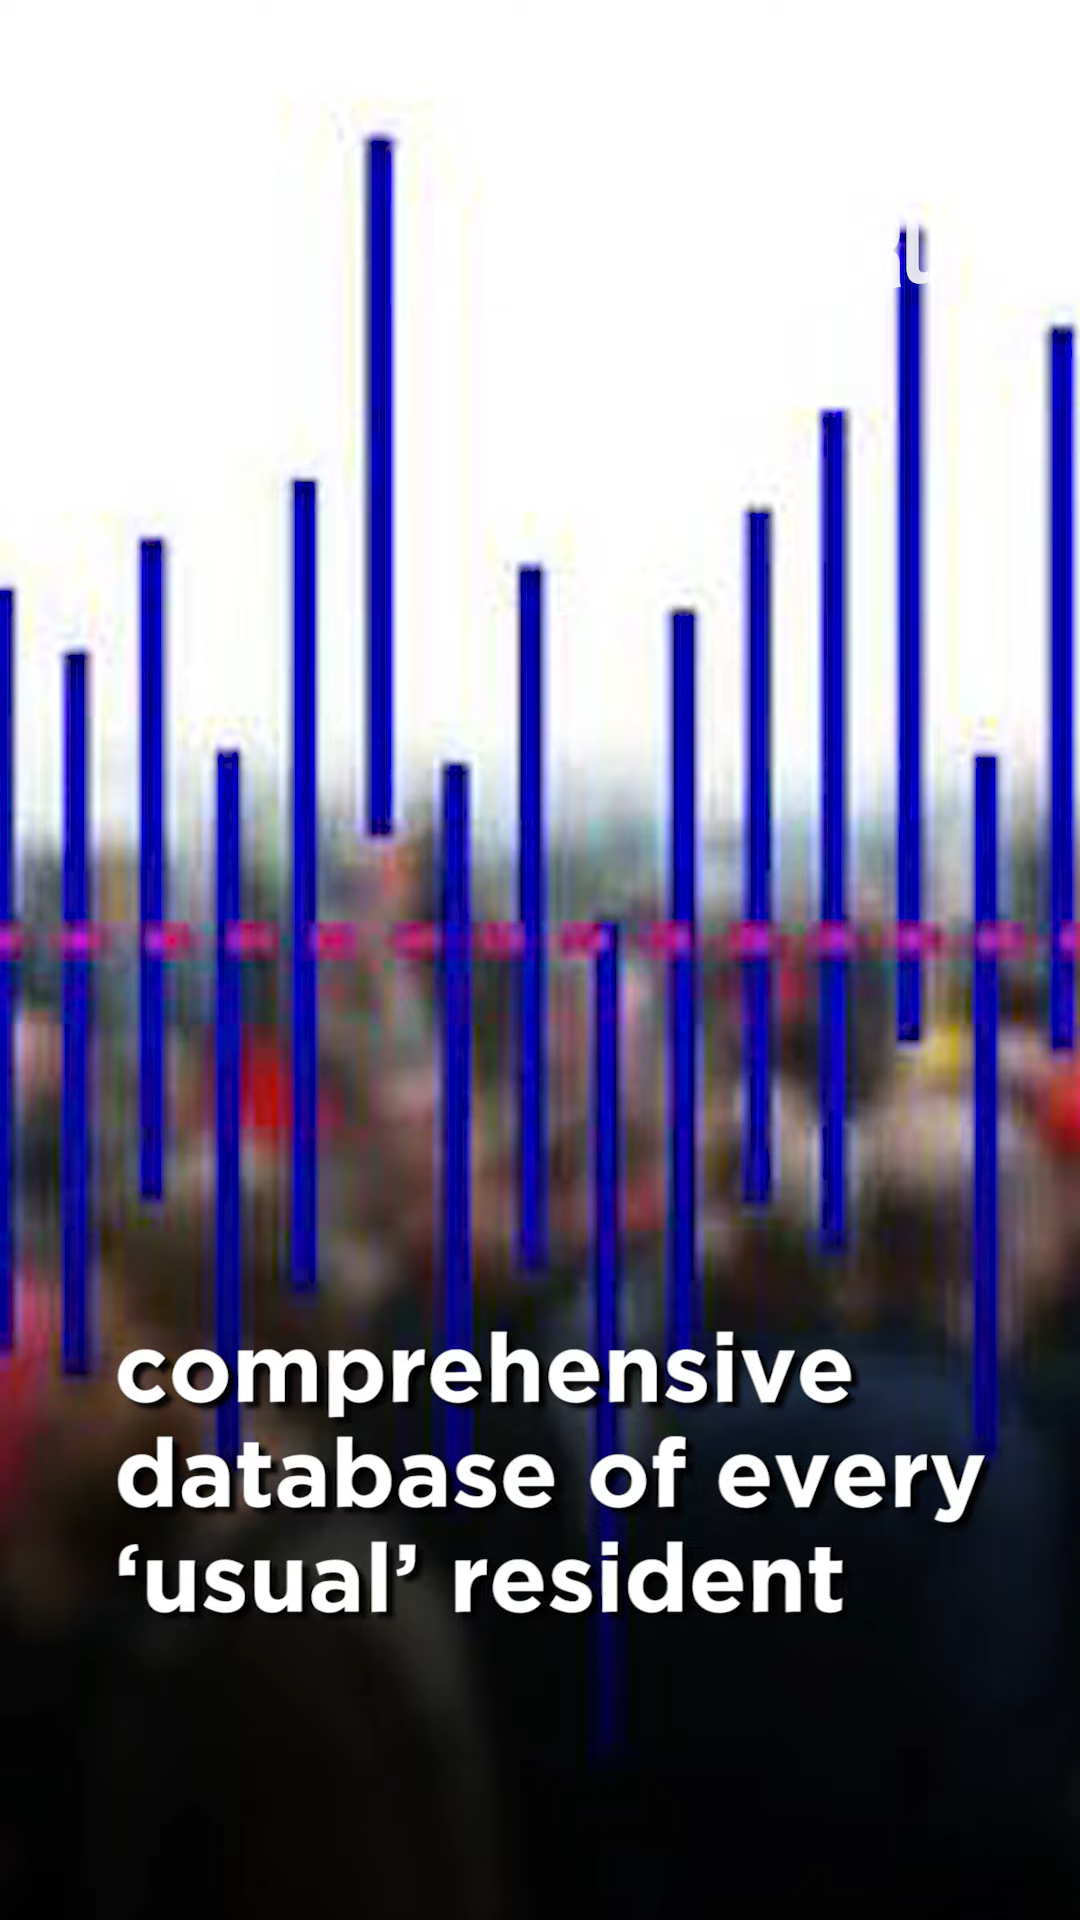 comprehensive
database of every
‘usual’ resident